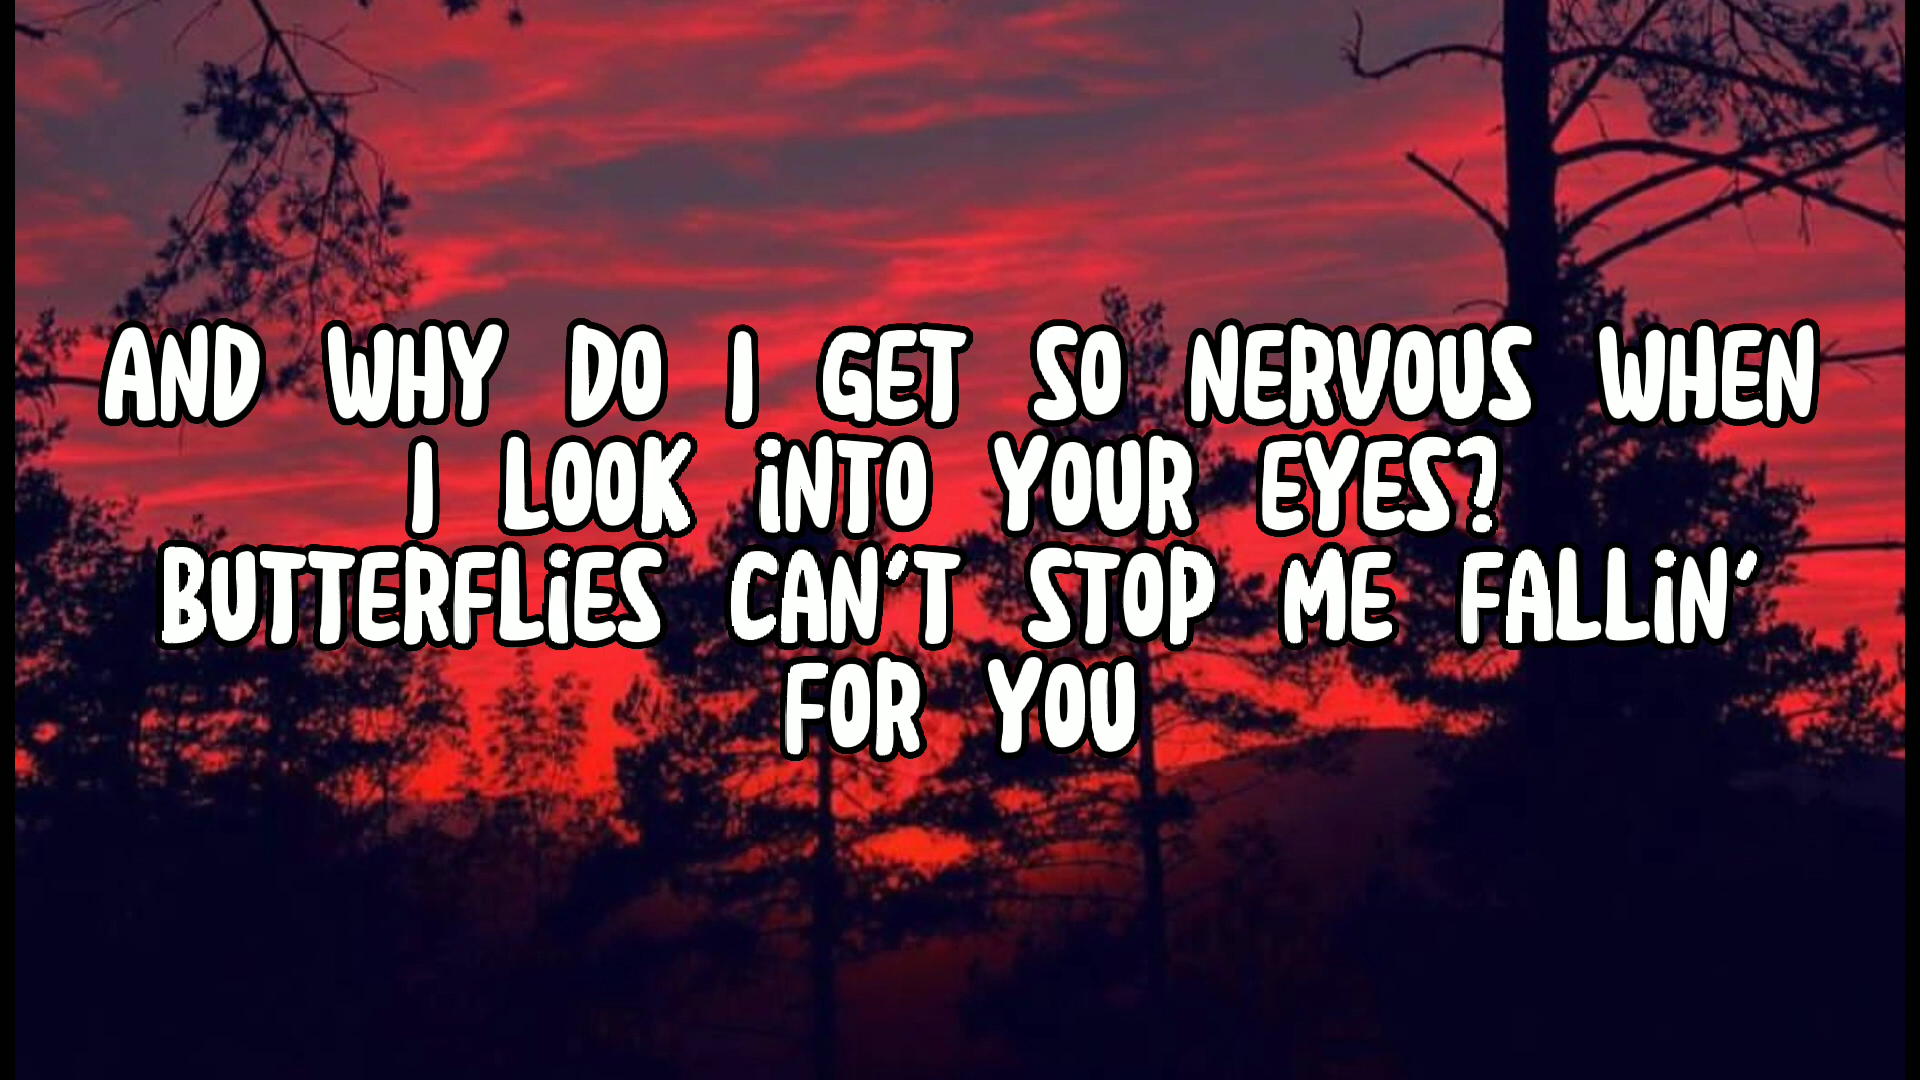 AND WHY DO I GET SO NERVOUS WHEN
I LOOK iNTO YOUR EYES?
BUTTERFLiES CAN'T STOP ME FALLiN'
FOR YOU